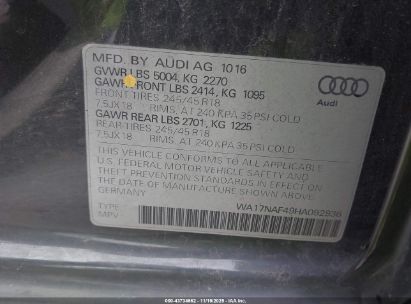 MFD. BY AUDI AG 10 16
GVWR LBS 5004, KG 2270
GAWR FRONT LBS 2414, KG 1095
FRONT TIRES 245/45 R18
7.5JX18 RIMS, AT 240 KPA 35 PSI COLD
GAWR REAR LBS 2701, KG 1225
REAR TIRES 245/45 R18
7.5JX18 RIMS, AT 240 KPA 35 PSI COLD
THIS VEHICLE CONFORMS TO ALL APPLICABLE
U.S. FEDERAL MOTOR VEHICLE SAFETY AND
THEFT PREVENTION STANDARDS IN EFFECT ON
THE DATE OF MANUFACTURE SHOWN ABOVE
GERMANY
Audi
WA17NAF49HA092936
TYPE:
MPV